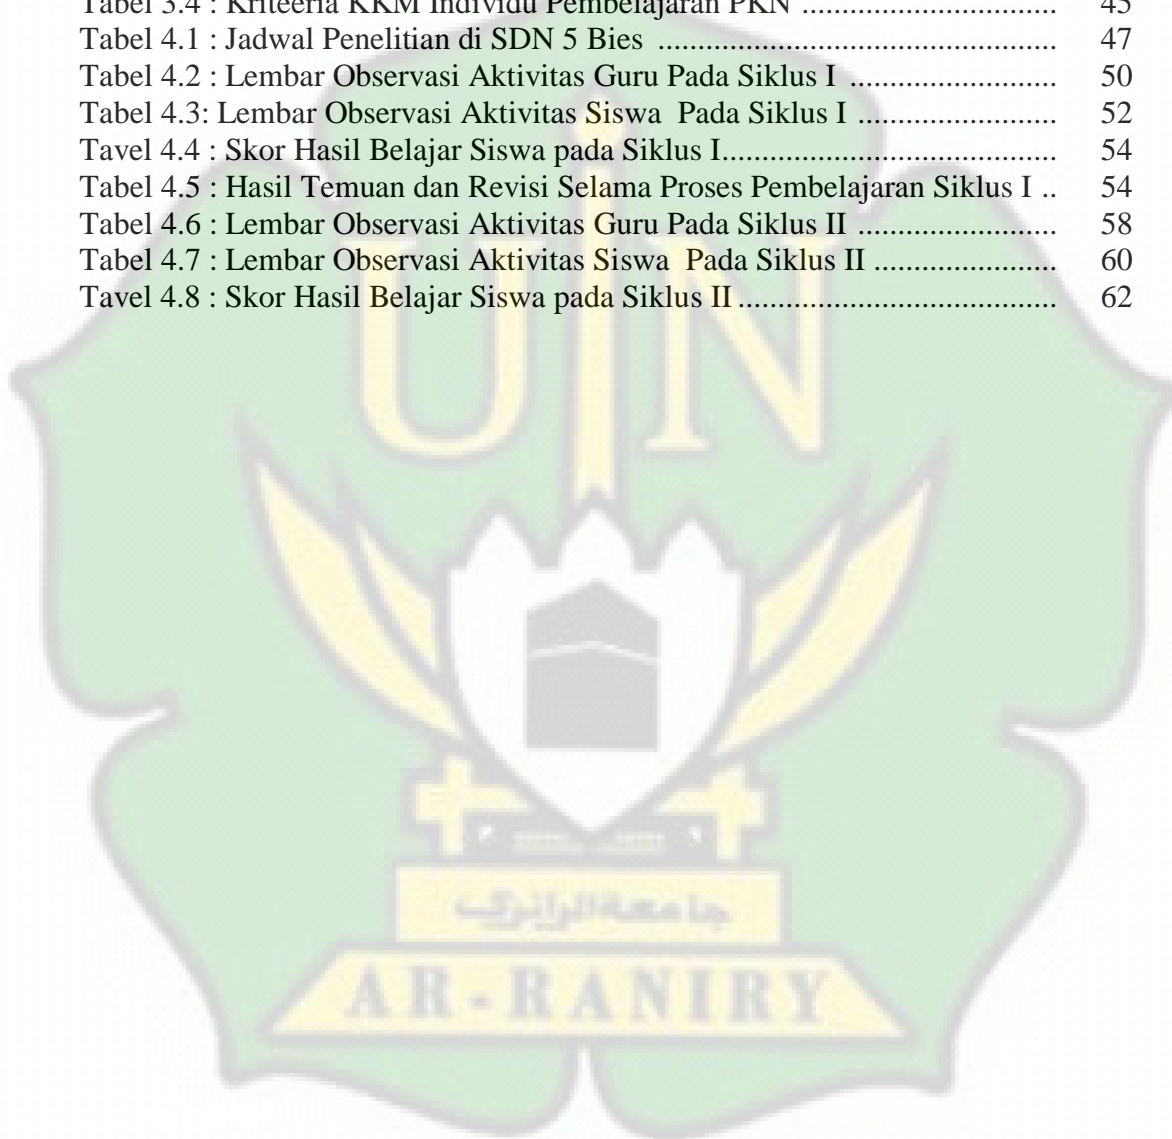 Tabel 3.4 : Kriteeria KKM Individu Pembelajaran PKN ................................ 45
Tabel 4.1 : Jadwal Penelitian di SDN 5 Bies .................................................. 47
Tabel 4.2 : Lembar Observasi Aktivitas Guru Pada Siklus I .......................... 50
Tabel 4.3: Lembar Observasi Aktivitas Siswa Pada Siklus I ......................... 52
Tavel 4.4 : Skor Hasil Belajar Siswa pada Siklus I.......................................... 54
Tabel 4.5 : Hasil Temuan dan Revisi Selama Proses Pembelajaran Siklus I .. 54
Tabel 4.6 : Lembar Observasi Aktivitas Guru Pada Siklus II ......................... 58
Tabel 4.7 : Lembar Observasi Aktivitas Siswa Pada Siklus II ....................... 60
Tavel 4.8 : Skor Hasil Belajar Siswa pada Siklus II ........................................ 62
UIN
جامعة الرانري
AR-RANIRY